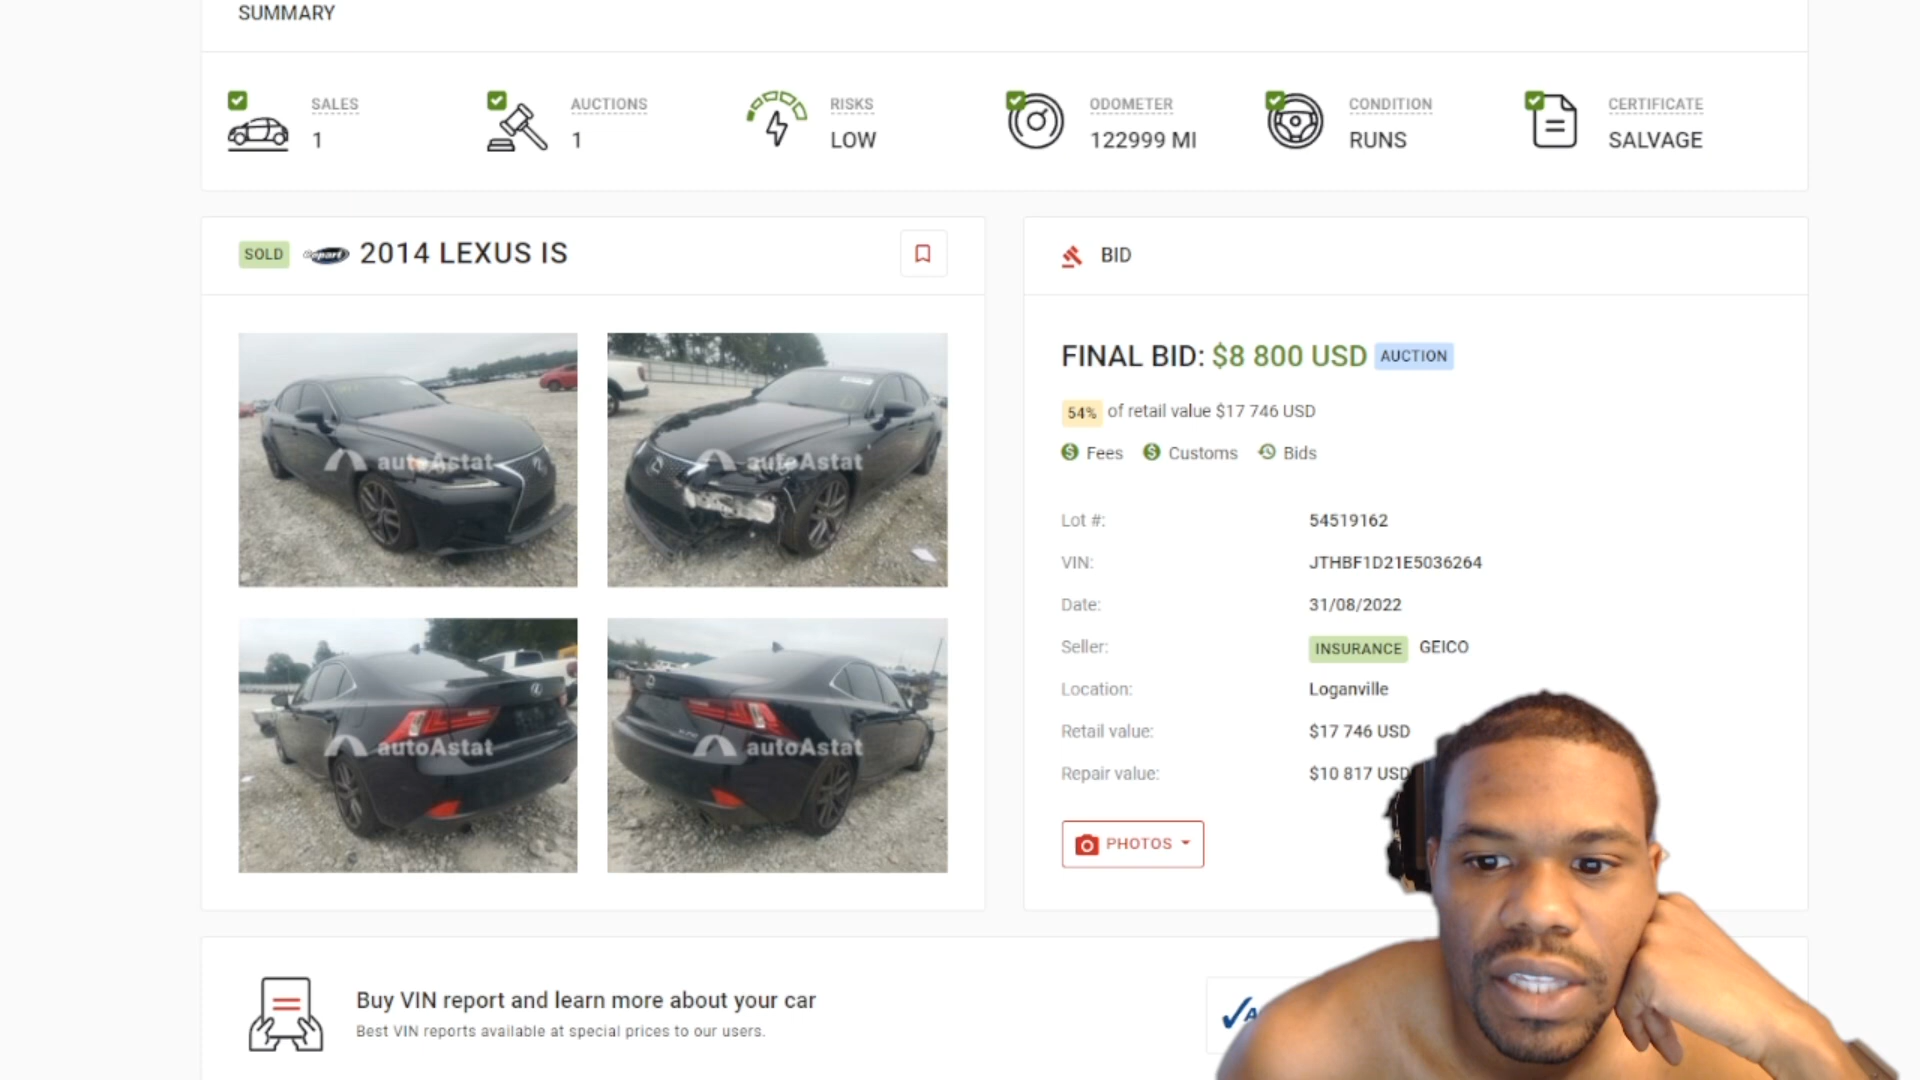 SUMMARY
SALES
1
AUCTIONS
1
RISKS
LOW
ODOMETER
122999 MI
CONDITION
RUNS
CERTIFICATE
SALVAGE
SOLD
2014 LEXUS IS
autoAstat
autoAstat
autoAstat
autoAstat
BID
FINAL BID: $8 800 USD AUCTION
54% of retail value $17 746 USD
Fees Customs Bids
Lot #: 54519162
VIN: JTHBF1D21E5036264
Date: 31/08/2022
Seller: INSURANCE GEICO
Location: Loganville
Retail value: $17 746 USD
Repair value: $10 817 USD
PHOTOS
Buy VIN report and learn more about your car
Best VIN reports available at special prices to our users.